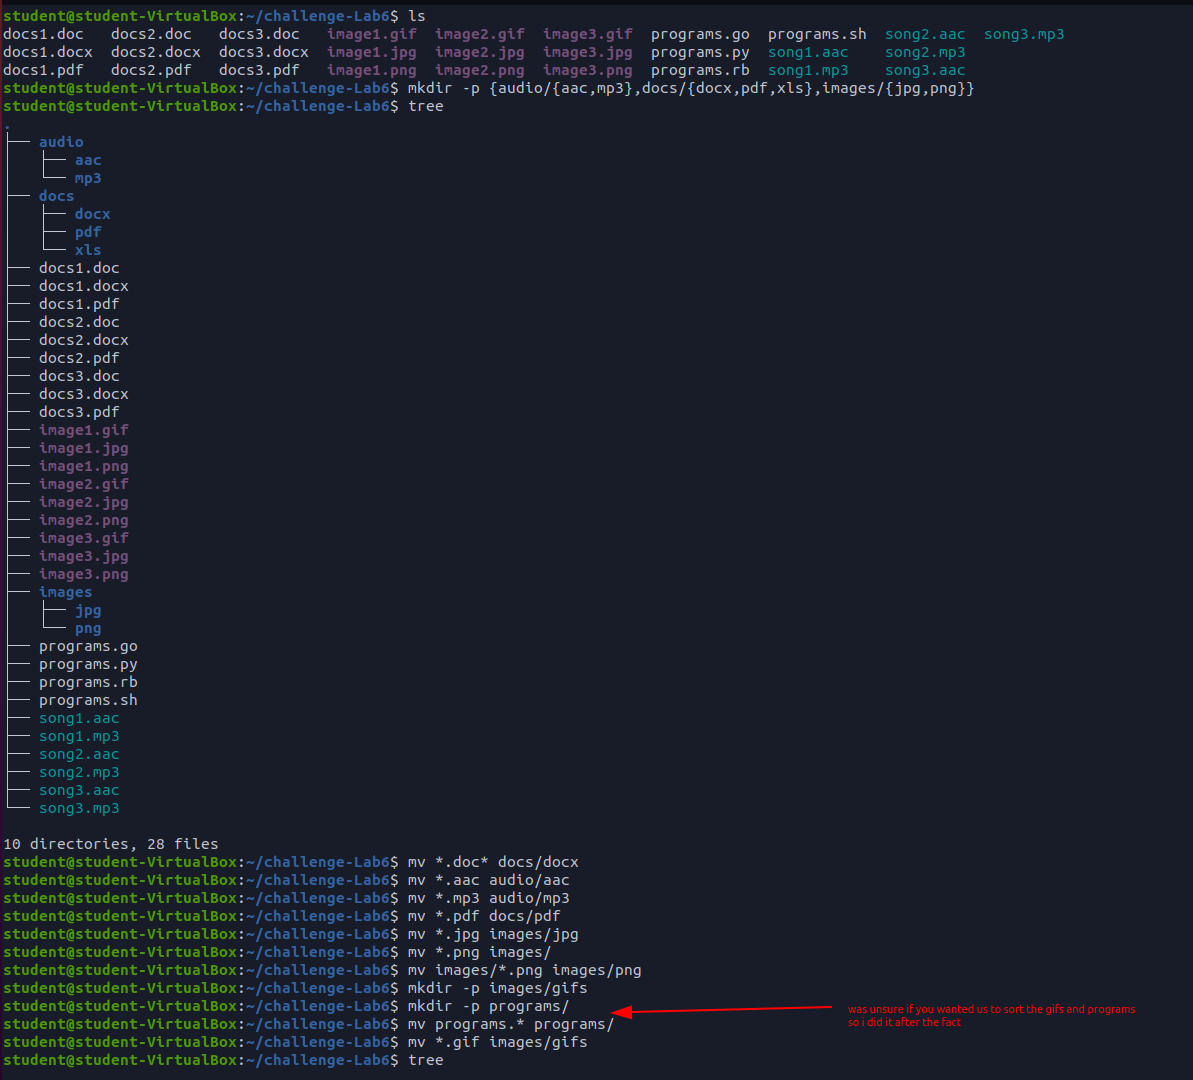 student@student-VirtualBox:~/challenge-Lab6$ ls
docs1.doc   docs2.doc   docs3.doc   image1.gif  image2.gif  image3.gif  programs.go  programs.sh  song2.aac  song3.mp3
docs1.docx  docs2.docx  docs3.docx  image1.jpg  image2.jpg  image3.jpg  programs.py  song1.aac    song2.mp3
docs1.pdf   docs2.pdf   docs3.pdf   image1.png  image2.png  image3.png  programs.rb  song1.mp3    song3.aac
student@student-VirtualBox:~/challenge-Lab6$ mkdir -p {audio/{aac,mp3},docs/{docx,pdf,xls},images/{jpg,png}}
student@student-VirtualBox:~/challenge-Lab6$ tree
.
├── audio
│   ├── aac
│   └── mp3
├── docs
│   ├── docx
│   ├── pdf
│   └── xls
├── docs1.doc
├── docs1.docx
├── docs1.pdf
├── docs2.doc
├── docs2.docx
├── docs2.pdf
├── docs3.doc
├── docs3.docx
├── docs3.pdf
├── image1.gif
├── image1.jpg
├── image1.png
├── image2.gif
├── image2.jpg
├── image2.png
├── image3.gif
├── image3.jpg
├── image3.png
├── images
│   ├── jpg
│   └── png
├── programs.go
├── programs.py
├── programs.rb
├── programs.sh
├── song1.aac
├── song1.mp3
├── song2.aac
├── song2.mp3
├── song3.aac
└── song3.mp3
10 directories, 28 files
student@student-VirtualBox:~/challenge-Lab6$ mv *.doc* docs/docx
student@student-VirtualBox:~/challenge-Lab6$ mv *.aac audio/aac
student@student-VirtualBox:~/challenge-Lab6$ mv *.mp3 audio/mp3
student@student-VirtualBox:~/challenge-Lab6$ mv *.pdf docs/pdf
student@student-VirtualBox:~/challenge-Lab6$ mv *.jpg images/jpg
student@student-VirtualBox:~/challenge-Lab6$ mv *.png images/
student@student-VirtualBox:~/challenge-Lab6$ mv images/*.png images/png
student@student-VirtualBox:~/challenge-Lab6$ mkdir -p images/gifs
student@student-VirtualBox:~/challenge-Lab6$ mkdir -p programs/
student@student-VirtualBox:~/challenge-Lab6$ mv programs.* programs/
student@student-VirtualBox:~/challenge-Lab6$ mv *.gif images/gifs
student@student-VirtualBox:~/challenge-Lab6$ tree
was unsure if you wanted us to sort the gifs and programs
so i did it after the fact